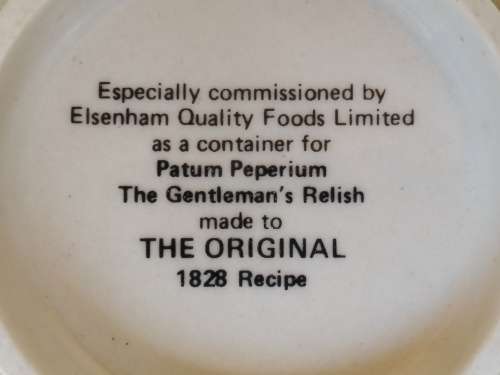 Especially commissioned by
Elsenham Quality Foods Limited
as a container for
Patum Peperium
The Gentleman's Relish
made to
THE ORIGINAL
1828 Recipe